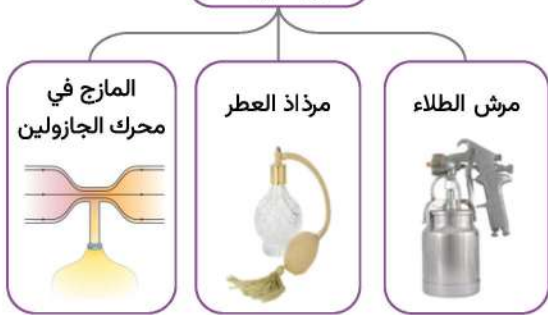 مرش الطلاء
مرذاذ العطر
المازج في
محرك الجازولين